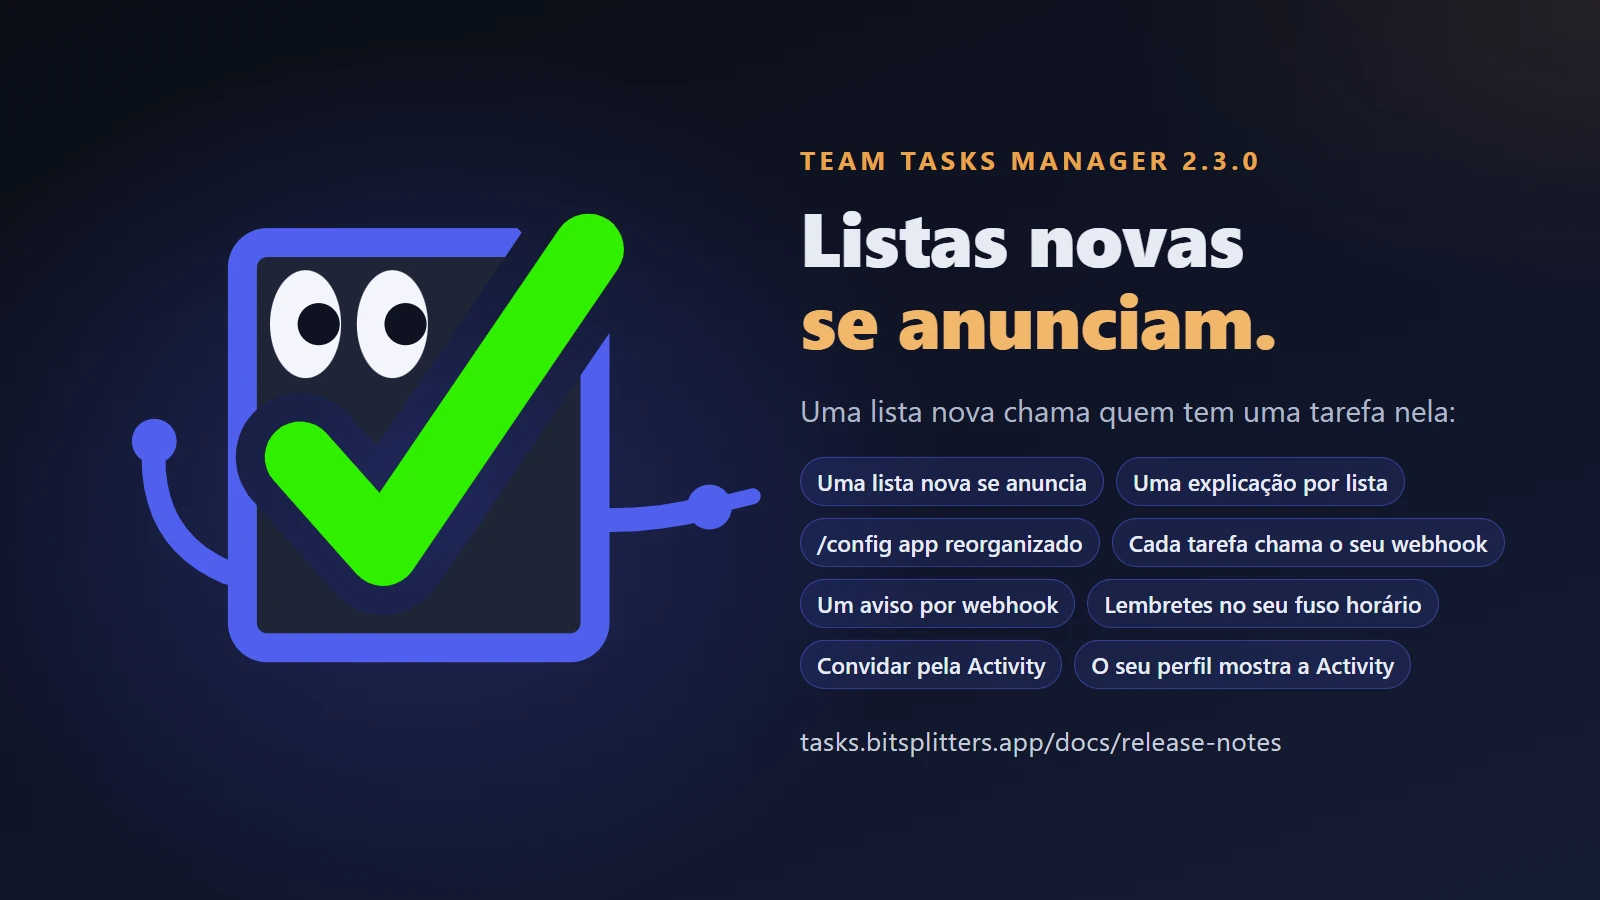 TEAM TASKS MANAGER 2.3.0
Listas novas
se anunciam.
Uma lista nova chama quem tem uma tarefa nela:
Uma lista nova se anuncia
Uma explicação por lista
/config app reorganizado
Cada tarefa chama o seu webhook
Um aviso por webhook
Lembretes no seu fuso horário
Convidar pela Activity
O seu perfil mostra a Activity
tasks.bitsplitters.app/docs/release-notes